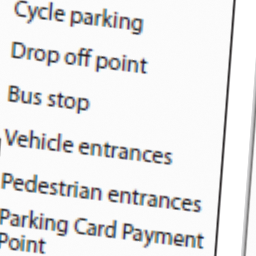 Cycle parking
Drop off point
Bus stop
Vehicle entrances
Pedestrian entrances
Parking Card Payment
Point